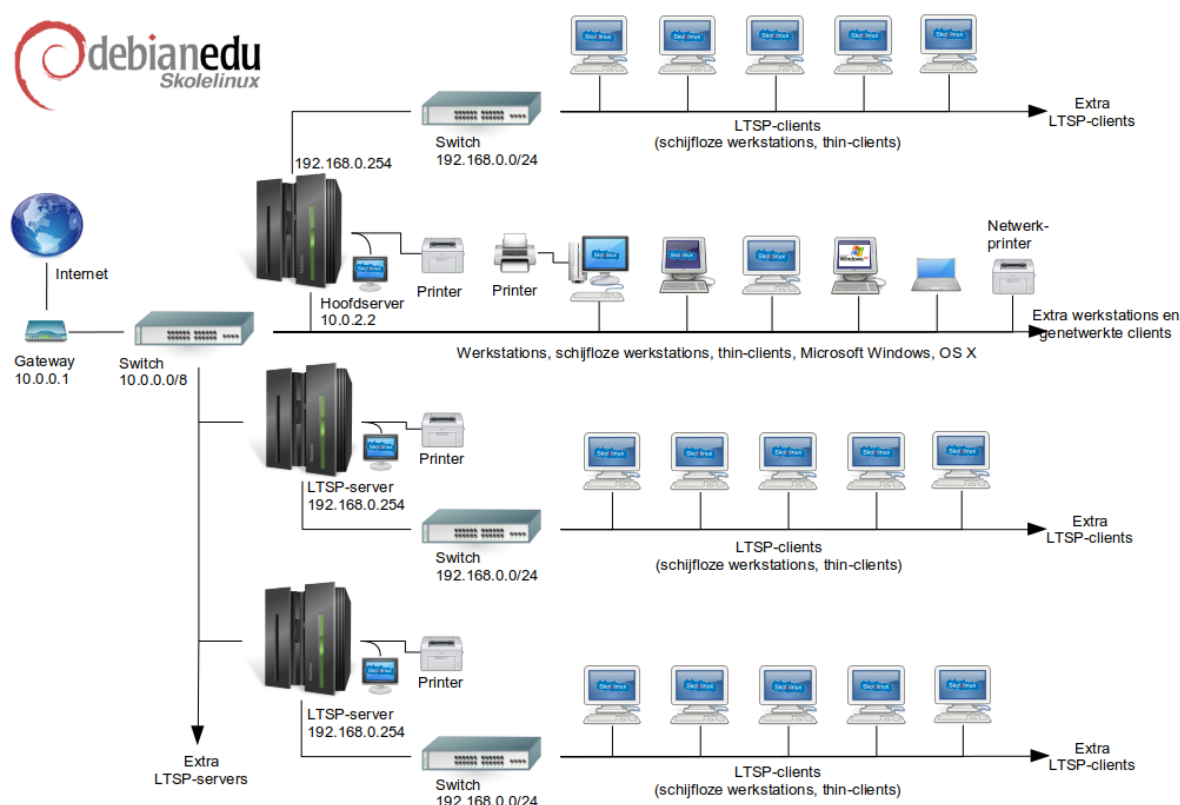 debianedu
Skolelinux
Extra
LTSP-clients
LTSP-clients
(schijfloze werkstations, thin-clients)
Switch
192.168.0.0/24
192.168.0.254
Internet
Gateway
10.0.0.1
Switch
10.0.0.0/8
Hoofdserver
10.0.2.2
Printer
Printer
Netwerk-
printer
Extra werkstations en
genetwerkte clients
Werkstations, schijfloze werkstations, thin-clients, Microsoft Windows, OS X
Printer
LTSP-server
192.168.0.254
Switch
192.168.0.0/24
LTSP-clients
(schijfloze werkstations, thin-clients)
Extra
LTSP-clients
Printer
LTSP-server
192.168.0.254
Switch
192.168.0.0/24
LTSP-clients
(schijfloze werkstations, thin-clients)
Extra
LTSP-clients
Extra
LTSP-servers